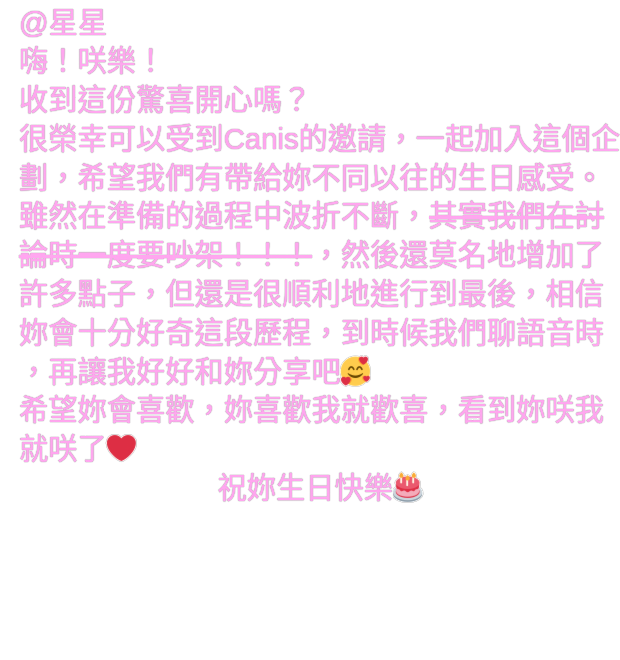 @星星
嗨！咲樂！
收到這份驚喜開心嗎？
很榮幸可以受到Canis的邀請，一起加入這個企
劃，希望我們有帶給妳不同以往的生日感受。
雖然在準備的過程中波折不斷，其實我們在討
論時一度要吵架！！！，然後還莫名地增加了
許多點子，但還是很順利地進行到最後，相信
妳會十分好奇這段歷程，到時候我們聊語音時
，再讓我好好和妳分享吧🥰
希望妳會喜歡，妳喜歡我就歡喜，看到妳咲我
就咲了❤️
祝妳生日快樂🎂